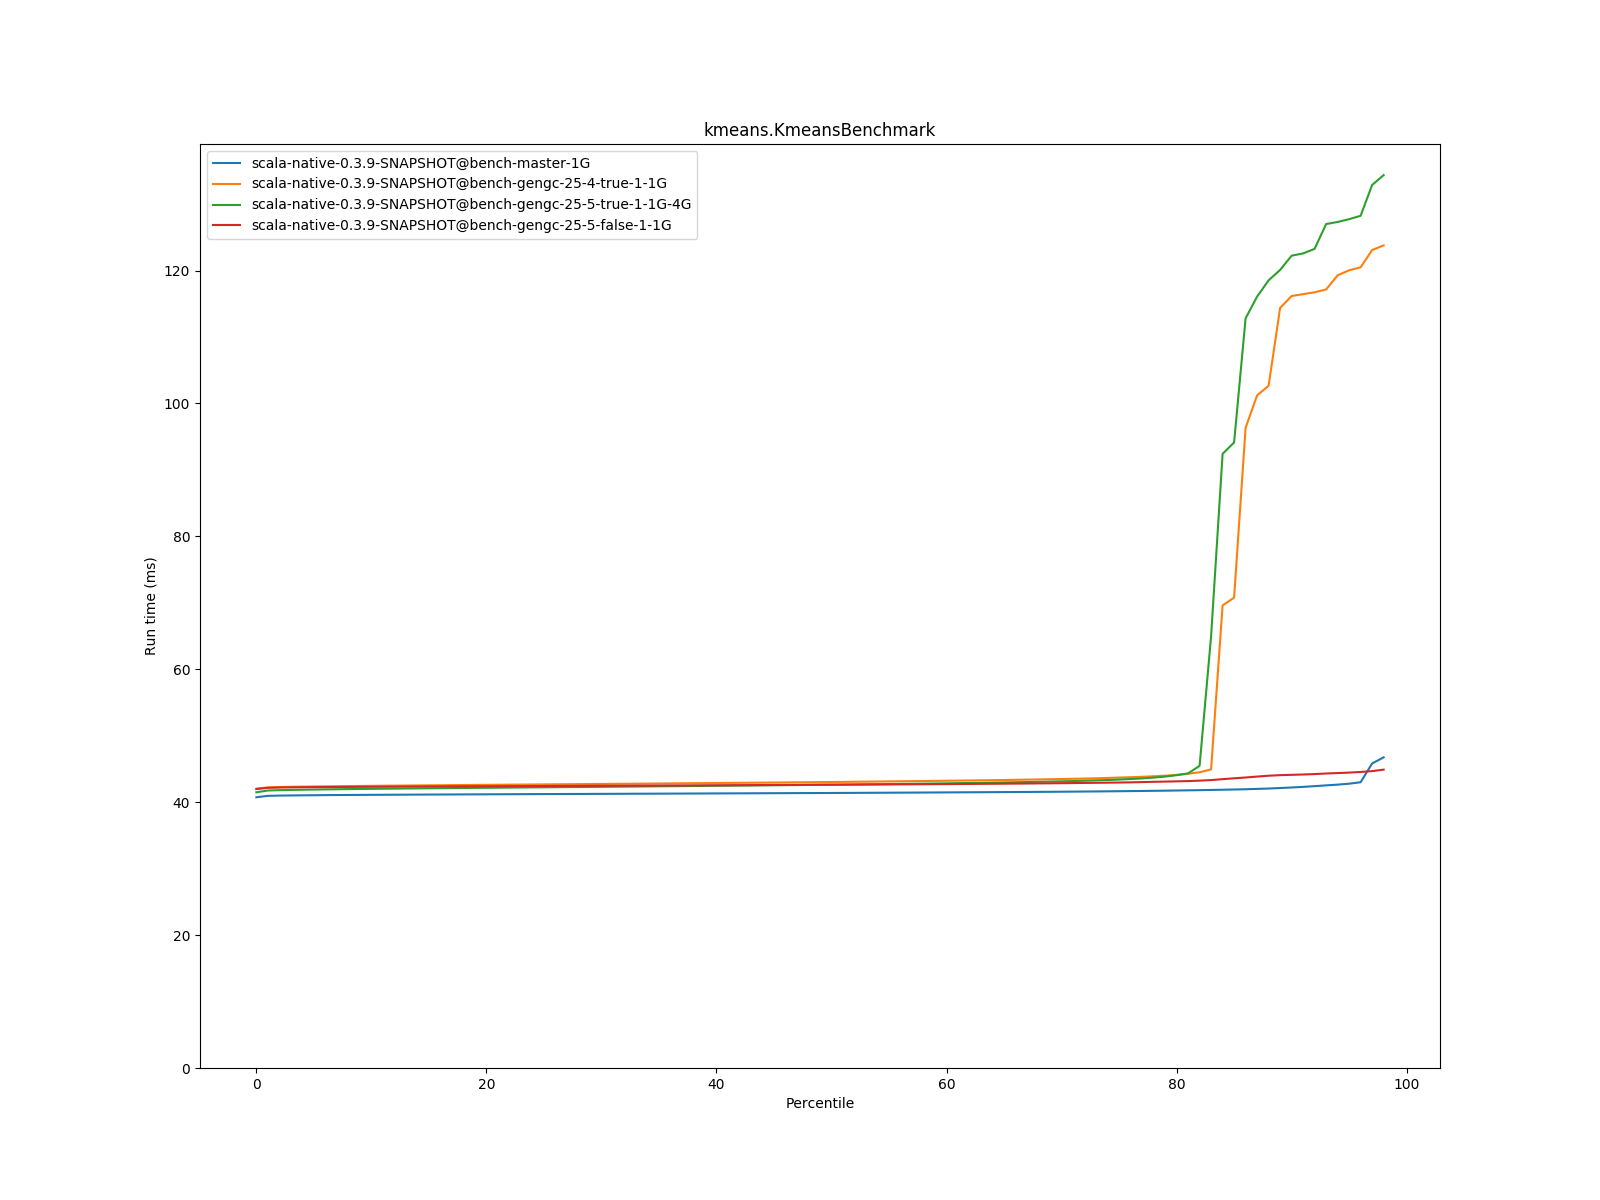 kmeans.KmeansBenchmark
scala-native-0.3.9-SNAPSHOT@bench-master-1G
scala-native-0.3.9-SNAPSHOT@bench-gengc-25-4-true-1-1G
scala-native-0.3.9-SNAPSHOT@bench-gengc-25-5-true-1-1G-4G
scala-native-0.3.9-SNAPSHOT@bench-gengc-25-5-false-1-1G
120
100
80
60
40
20
0
Run time (ms)
0 20 40 60 80 100
Percentile